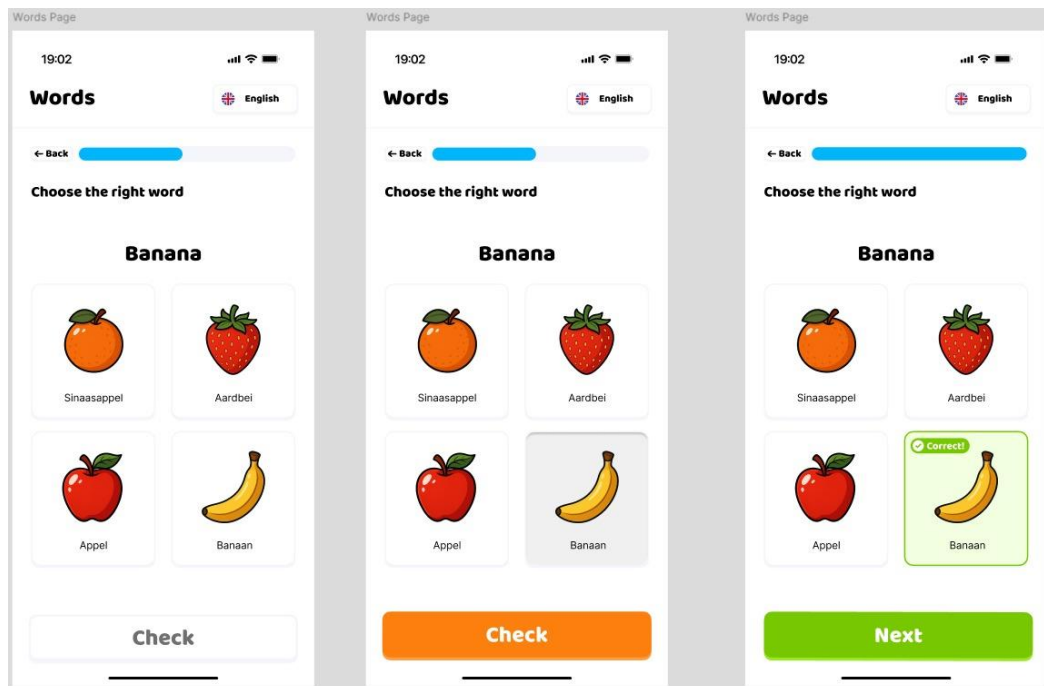 Words Page
19:02
Words
English
← Back
Choose the right word
Banana
Sinaasappel
Aardbei
Appel
Banaan
Check
Words Page
19:02
Words
English
← Back
Choose the right word
Banana
Sinaasappel
Aardbei
Appel
Banaan
Check
Words Page
19:02
Words
English
← Back
Choose the right word
Banana
Sinaasappel
Aardbei
Correct!
Appel
Banaan
Next